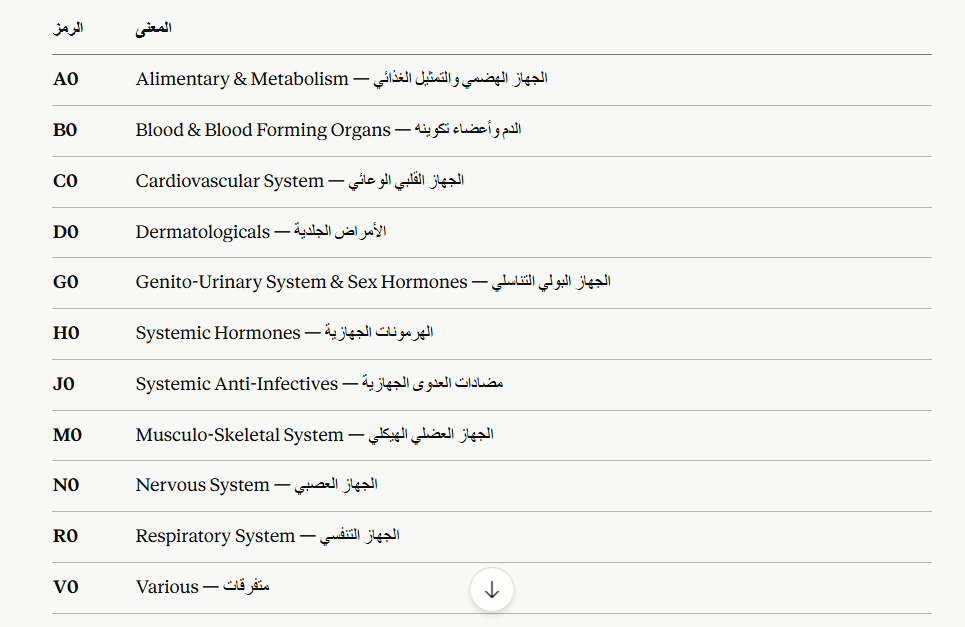 الرمز المعنى
A0 Alimentary & Metabolism — الجهاز الهضمي والتمثيل الغذائي
B0 Blood & Blood Forming Organs — الدم وأعضاء تكوينه
C0 Cardiovascular System — الجهاز القلبي الوعائي
D0 Dermatologicals — الأمراض الجلدية
G0 Genito-Urinary System & Sex Hormones — الجهاز البولي التناسلي
H0 Systemic Hormones — الهرمونات الجهازية
J0 Systemic Anti-Infectives — مضادات العدوى الجهازية
M0 Musculo-Skeletal System — الجهاز العضلي الهيكلي
N0 Nervous System — الجهاز العصبي
R0 Respiratory System — الجهاز التنفسي
V0 Various — متفرقات